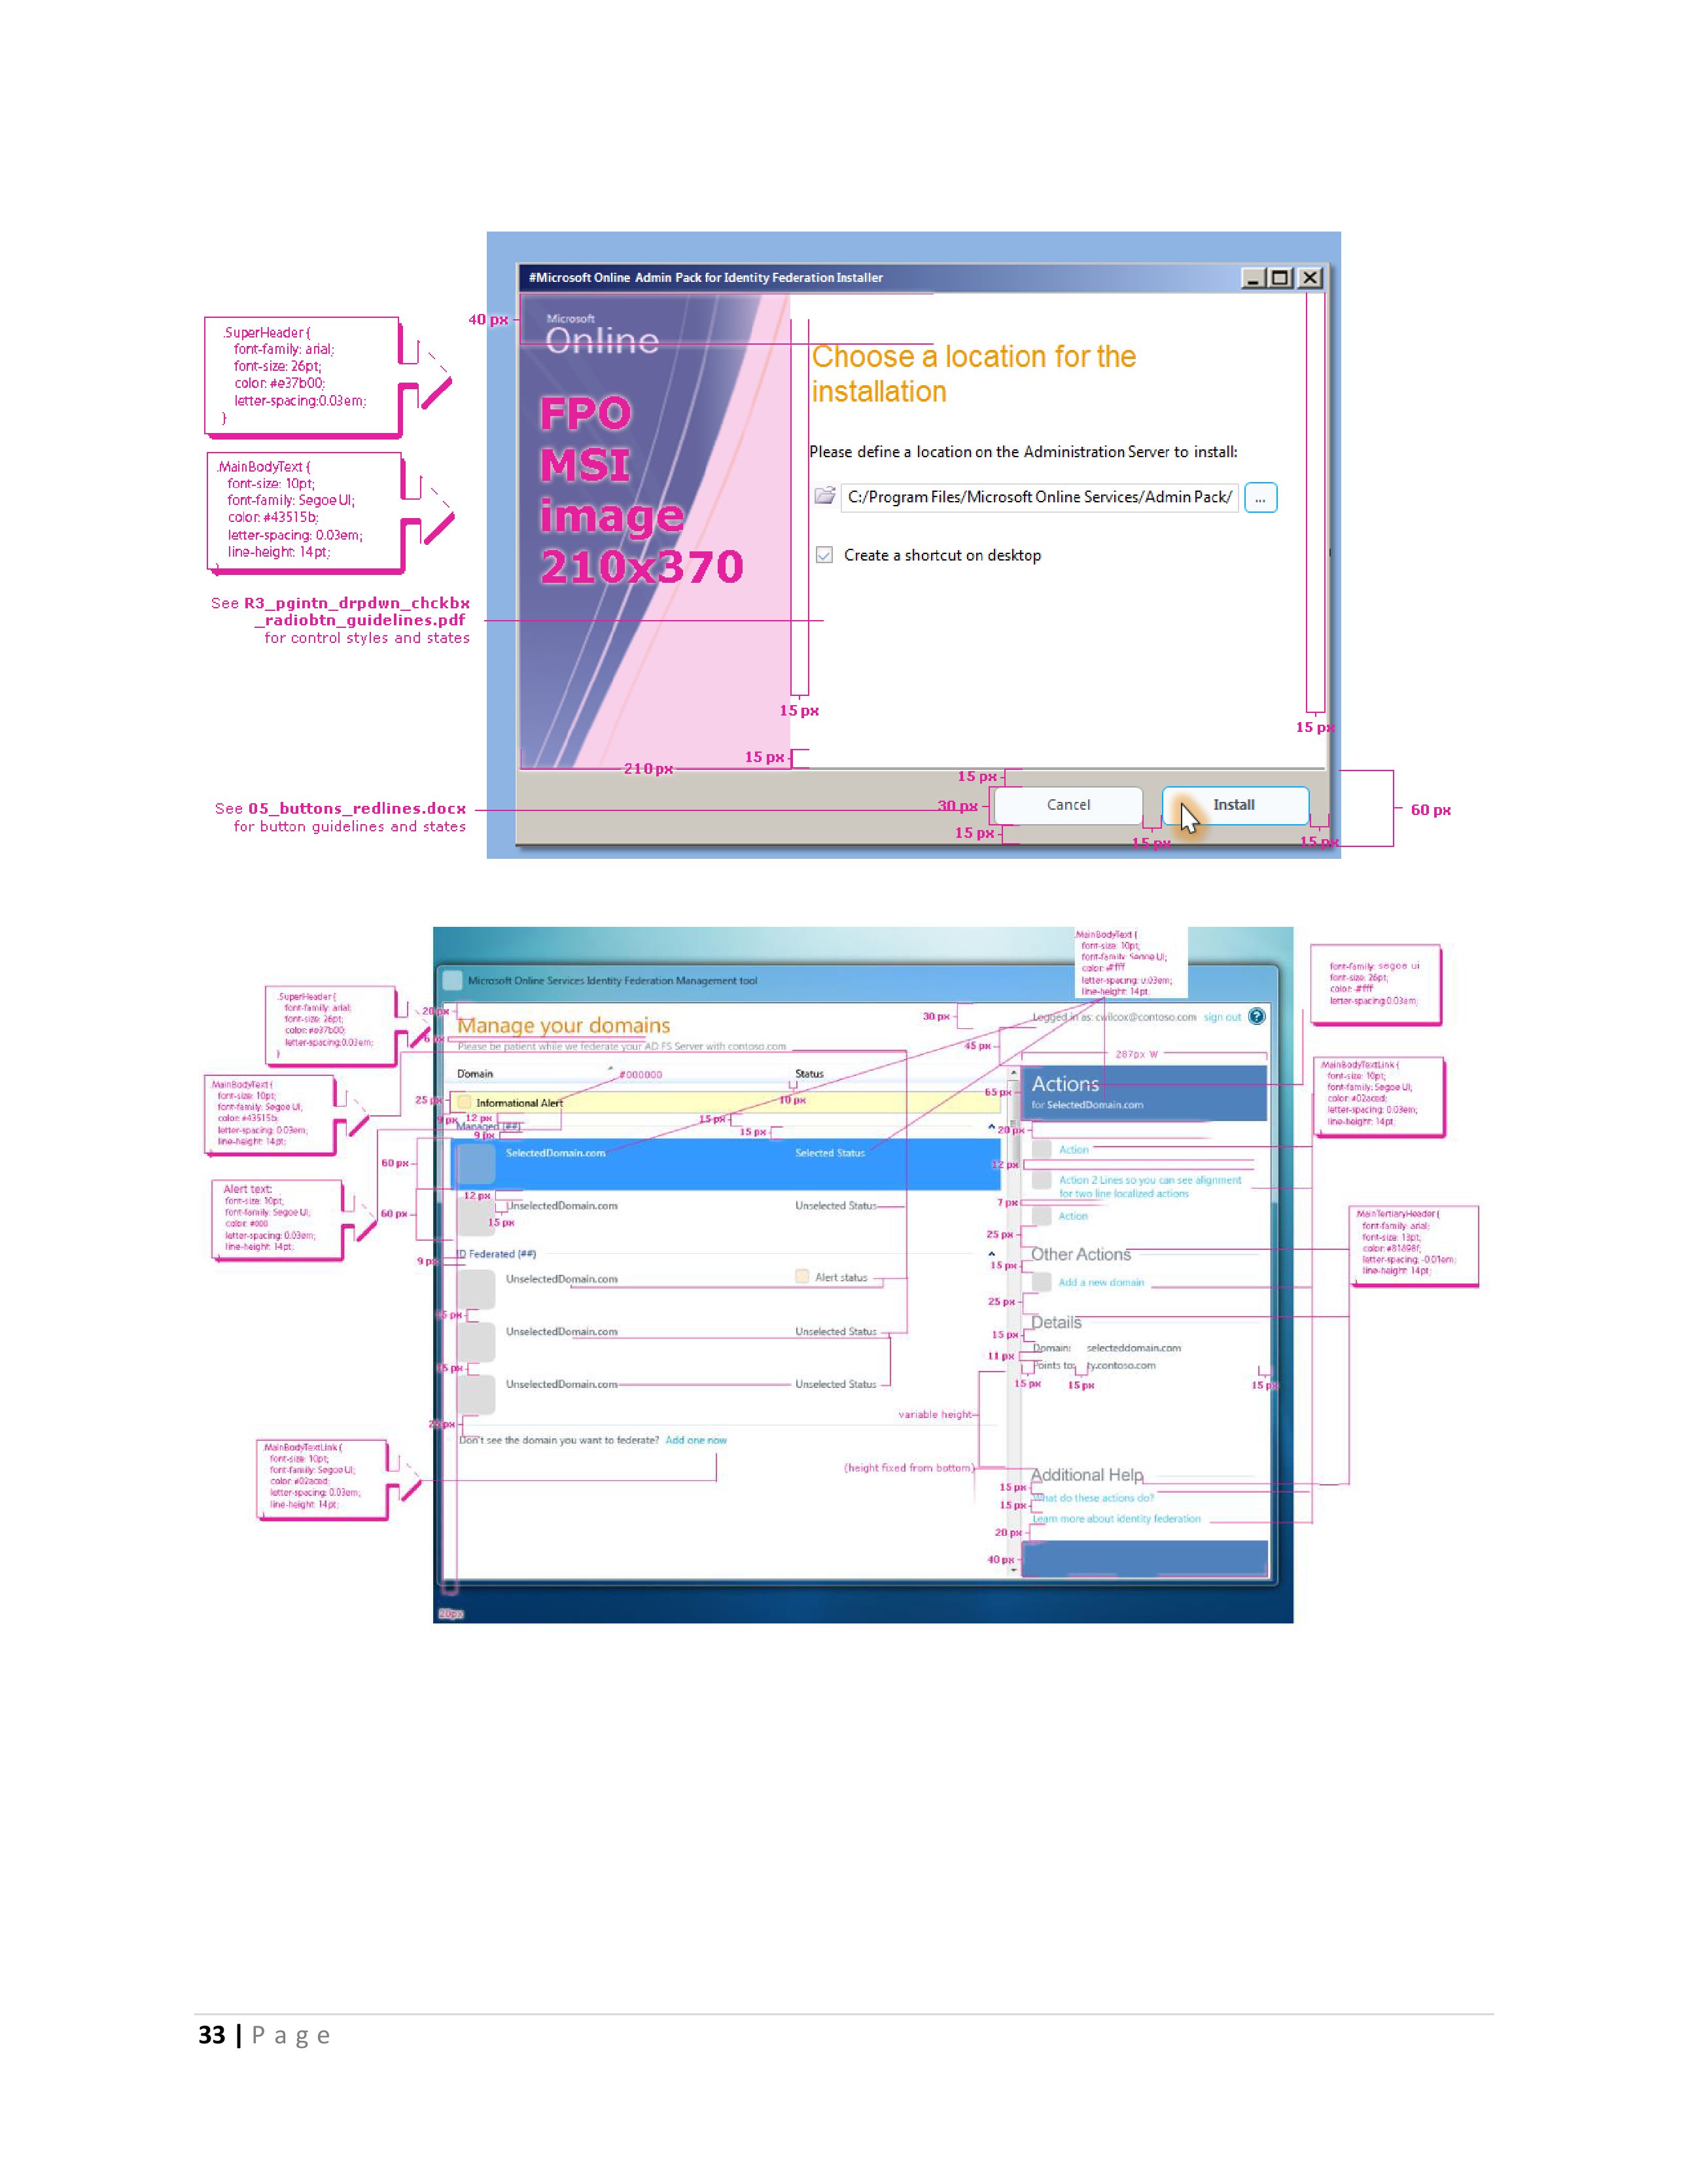 #Microsoft Online Admin Pack for Identity Federation Installer
40 px
Microsoft
Online
.SuperHeader {
font-family: arial;
font-size: 26pt;
color: #e37b00;
letter-spacing:0.03em;
}
Choose a location for the
installation
FPO
MSI
image
210x370
.MainBodyText {
font-size: 10pt;
font-family: Segoe UI;
color: #43515b;
letter-spacing: 0.03em;
line-height: 14pt;
}
Please define a location on the Administration Server to install:
C:/Program Files/Microsoft Online Services/Admin Pack/
...
Create a shortcut on desktop
See R3_pgintn_drpdwn_chckbx
_radiobtn_guidelines.pdf
for control styles and states
15 px
15 px
15 px
210px
15 px
See 05_buttons_redlines.docx
for button guidelines and states
30 px
Cancel
Install
60 px
15 px
15 px
15 px
.MainBodyText {
font-size: 10pt;
font-family: Segoe UI;
color: #fff
letter-spacing: 0.03em;
line-height: 14pt.
font-family: segoe ui
font-size: 26pt;
color: #fff
letter-spacing:0.03em;
Microsoft Online Services Identity Federation Management tool
.SuperHeader {
font-family: arial;
font-size: 26pt;
color: #e37b00;
letter-spacing:0.03em;
}
20px
Manage your domains
30 px
Logged in as: cwilcox@contoso.com sign out
6 px
Please be patient while we federate your AD FS Server with contoso.com
45 px
287px W
.MainBodyTextLink {
font-size: 10pt;
font-family: Segoe UI;
color: #02aced;
letter-spacing: 0.03em;
line-height: 14pt;
Domain
#000000
Status
.MainBodyText {
font-size: 10pt;
font-family: Segoe UI;
color: #43515b;
letter-spacing: 0.03em;
line-height: 14pt;
65 px
Actions
for SelectedDomain.com
25 px
Informational Alert
10 px
9 px
12 px
15 px
Managed (##)
9 px
15 px
20 px
60 px
SelectedDomain.com
Selected Status
Action
12 px
Action 2 Lines so you can see alignment
for two line localized actions
Alert text:
font-size: 10pt;
font-family: Segoe UI;
color: #000
letter-spacing: 0.03em;
line-height: 14pt.
12 px
60 px
UnselectedDomain.com
Unselected Status
7 px
15 px
Action
.MainTertiaryHeader {
font-family: arial;
font-size: 13pt;
color: #81898f;
letter-spacing: -0.01em;
line-height: 14pt;
}
25 px
9 px
ID Federated (##)
Other Actions
15 px
UnselectedDomain.com
Alert status
Add a new domain
25 px
15 px
Details
UnselectedDomain.com
Unselected Status
15 px
Domain: selecteddomain.com
11 px
15 px
Points to: ty.contoso.com
UnselectedDomain.com
Unselected Status
15 px
15 px
15 px
variable height
25 px
Don't see the domain you want to federate? Add one now
.MainBodyTextLink {
font-size: 10pt;
font-family: Segoe UI;
color: #02aced;
letter-spacing: 0.03em;
line-height: 14pt;
(height fixed from bottom)
Additional Help
15 px
What do these actions do?
15 px
Learn more about identity federation
20 px
40 px
20px
33 | Page